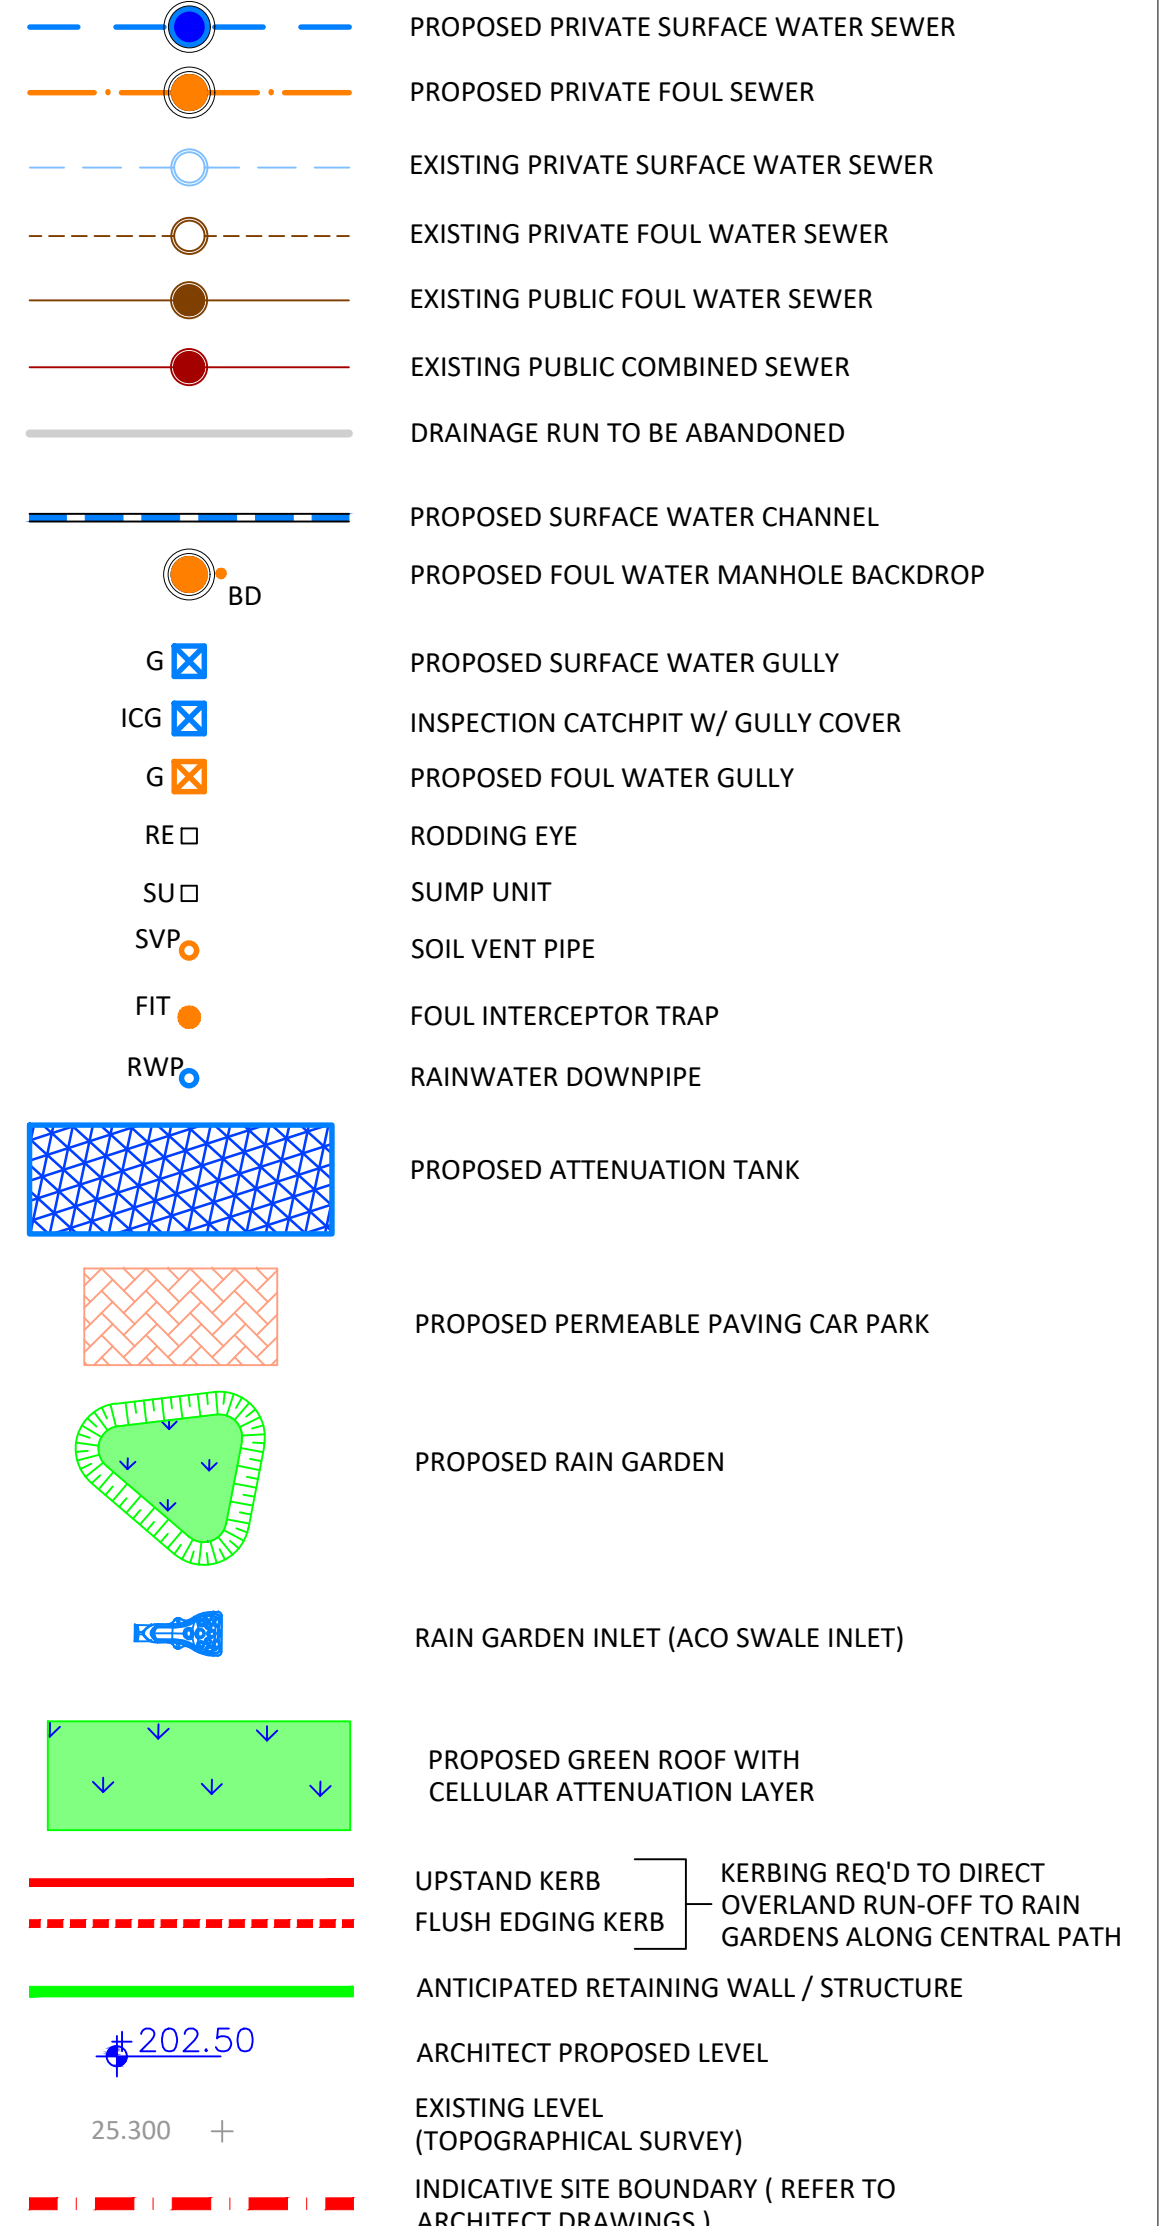 PROPOSED PRIVATE SURFACE WATER SEWER
PROPOSED PRIVATE FOUL SEWER
EXISTING PRIVATE SURFACE WATER SEWER
EXISTING PRIVATE FOUL WATER SEWER
EXISTING PUBLIC FOUL WATER SEWER
EXISTING PUBLIC COMBINED SEWER
DRAINAGE RUN TO BE ABANDONED
PROPOSED SURFACE WATER CHANNEL
BD PROPOSED FOUL WATER MANHOLE BACKDROP
G PROPOSED SURFACE WATER GULLY
ICG INSPECTION CATCHPIT W/ GULLY COVER
G PROPOSED FOUL WATER GULLY
RE RODDING EYE
SU SUMP UNIT
SVP SOIL VENT PIPE
FIT FOUL INTERCEPTOR TRAP
RWP RAINWATER DOWNPIPE
PROPOSED ATTENUATION TANK
PROPOSED PERMEABLE PAVING CAR PARK
PROPOSED RAIN GARDEN
RAIN GARDEN INLET (ACO SWALE INLET)
PROPOSED GREEN ROOF WITH
CELLULAR ATTENUATION LAYER
UPSTAND KERB
FLUSH EDGING KERB
KERBING REQ'D TO DIRECT
OVERLAND RUN-OFF TO RAIN
GARDENS ALONG CENTRAL PATH
ANTICIPATED RETAINING WALL / STRUCTURE
+202.50 ARCHITECT PROPOSED LEVEL
25.300 + EXISTING LEVEL
(TOPOGRAPHICAL SURVEY)
INDICATIVE SITE BOUNDARY ( REFER TO
ARCHITECT DRAWINGS )